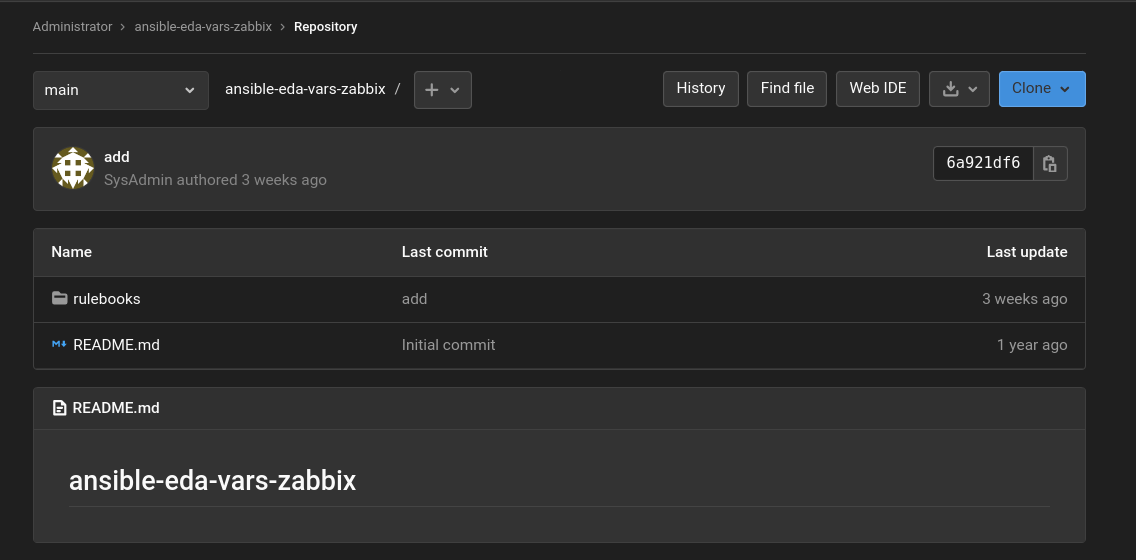 Administrator > ansible-eda-vars-zabbix > Repository
main ansible-eda-vars-zabbix / + History Find file Web IDE Clone
add
SysAdmin authored 3 weeks ago
6a921df6
Name Last commit Last update
rulebooks add 3 weeks ago
README.md Initial commit 1 year ago
README.md
ansible-eda-vars-zabbix